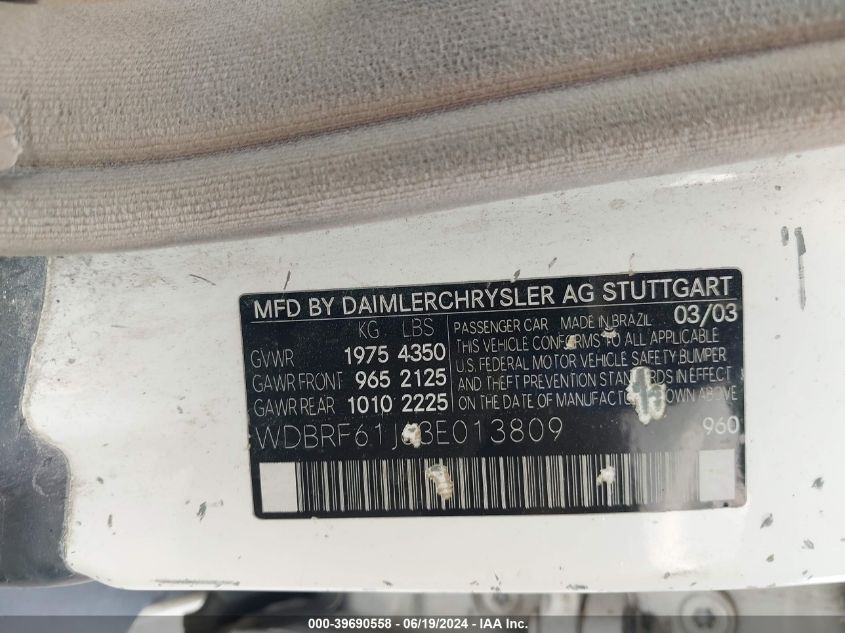 MFD BY DAIMLERCHRYSLER AG STUTTGART
KG LBS
GVWR 1975 4350
GAWR FRONT 965 2125
GAWR REAR 1010 2225
PASSENGER CAR MADE IN BRAZIL 03/03
THIS VEHICLE CONFORMS TO ALL APPLICABLE
U.S. FEDERAL MOTOR VEHICLE SAFETY, BUMPER
AND THEFT PREVENTION STANDARDS IN EFFECT
ON THE DATE OF MANUFACTURE SHOWN ABOVE
960
000-39690558 - 06/19/2024 - IAA Inc.